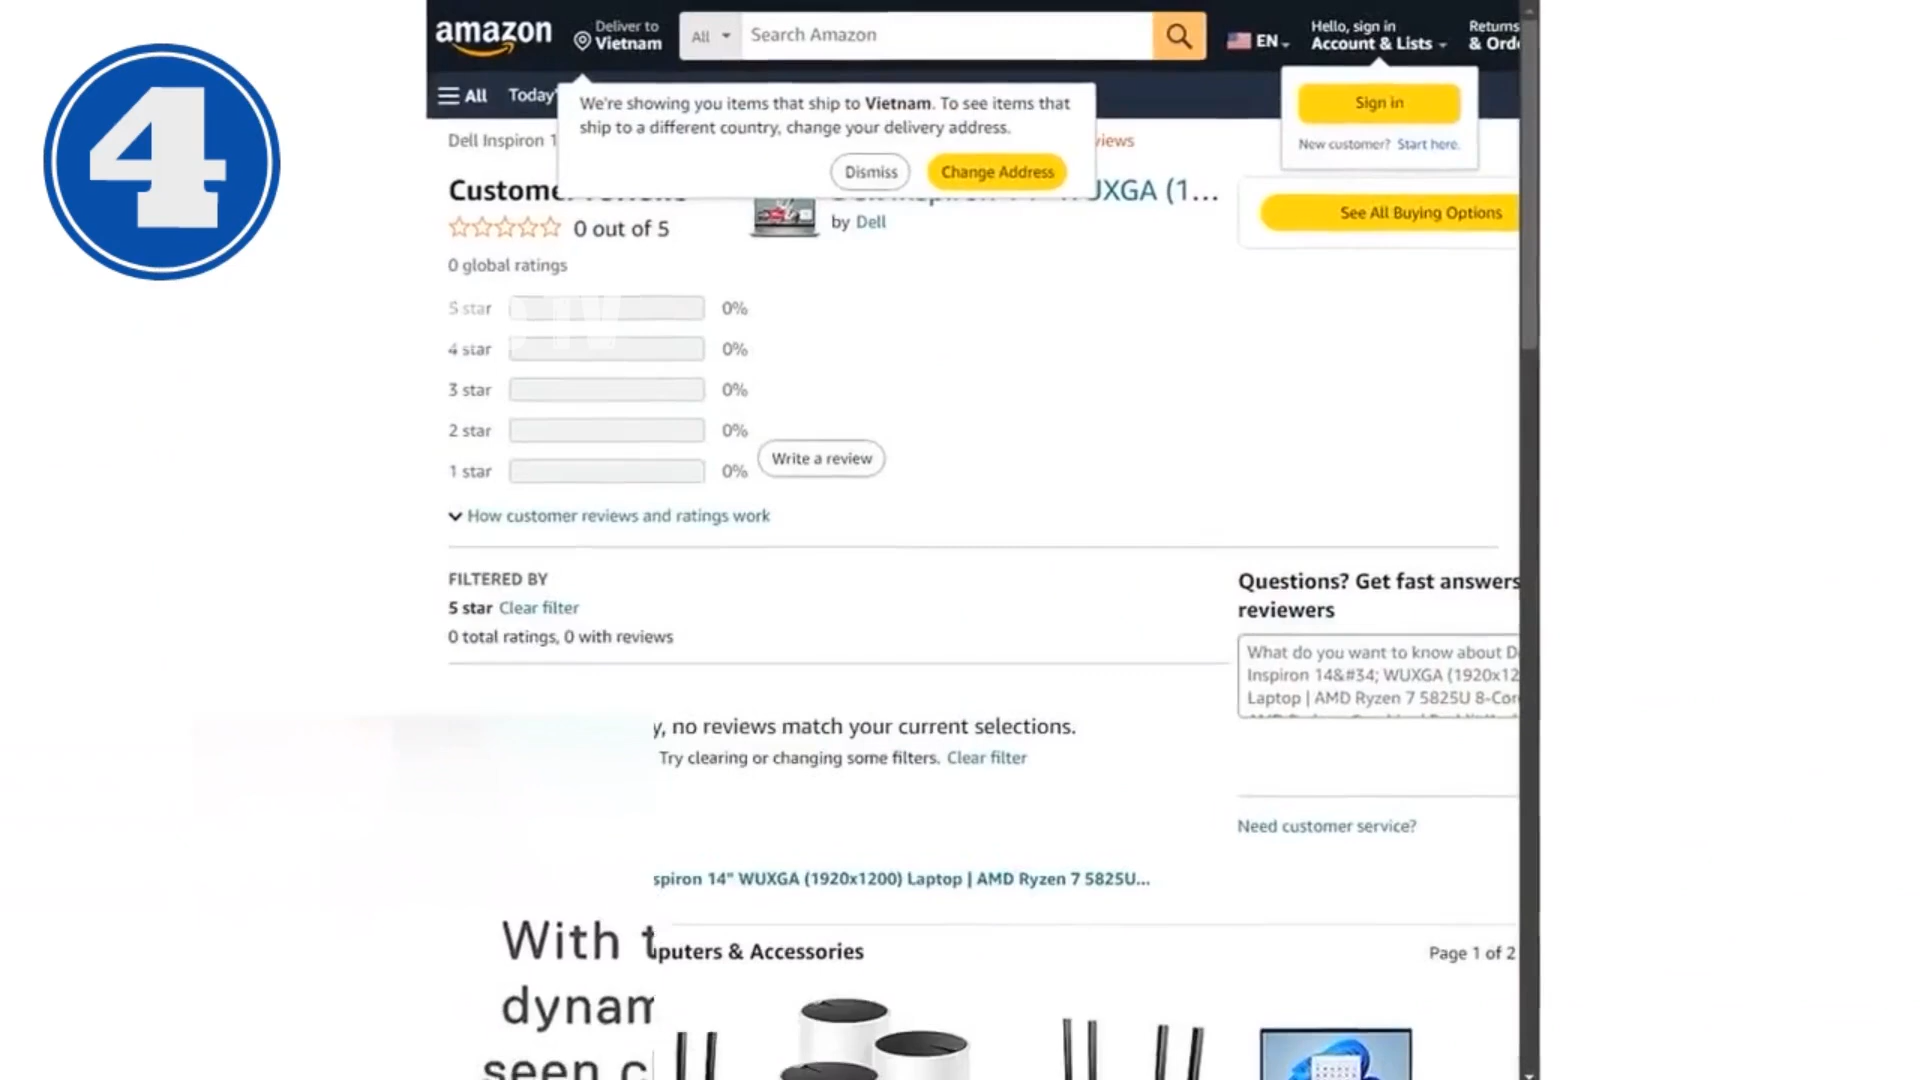 4
amazon
Deliver to
Vietnam
All
Search Amazon
EN
Hello, sign in
Account & Lists
Returns
& Ord
All
Today'
We're showing you items that ship to Vietnam. To see items that
ship to a different country, change your delivery address.
Dismiss
Change Address
Sign in
New customer? Start here.
Dell Inspiron 1
views
Custome
WUXGA (1...
by Dell
See All Buying Options
0 out of 5
0 global ratings
5 star
0%
4 star
0%
3 star
0%
2 star
0%
1 star
0%
Write a review
How customer reviews and ratings work
FILTERED BY
5 star Clear filter
0 total ratings, 0 with reviews
Questions? Get fast answers
reviewers
What do you want to know about D
Inspiron 14&#34; WUXGA (1920x12
Laptop | AMD Ryzen 7 5825U 8-Cor
y, no reviews match your current selections.
Try clearing or changing some filters. Clear filter
Need customer service?
spiron 14" WUXGA (1920x1200) Laptop | AMD Ryzen 7 5825U...
With t
dynam
seen c
puters & Accessories
Page 1 of 2